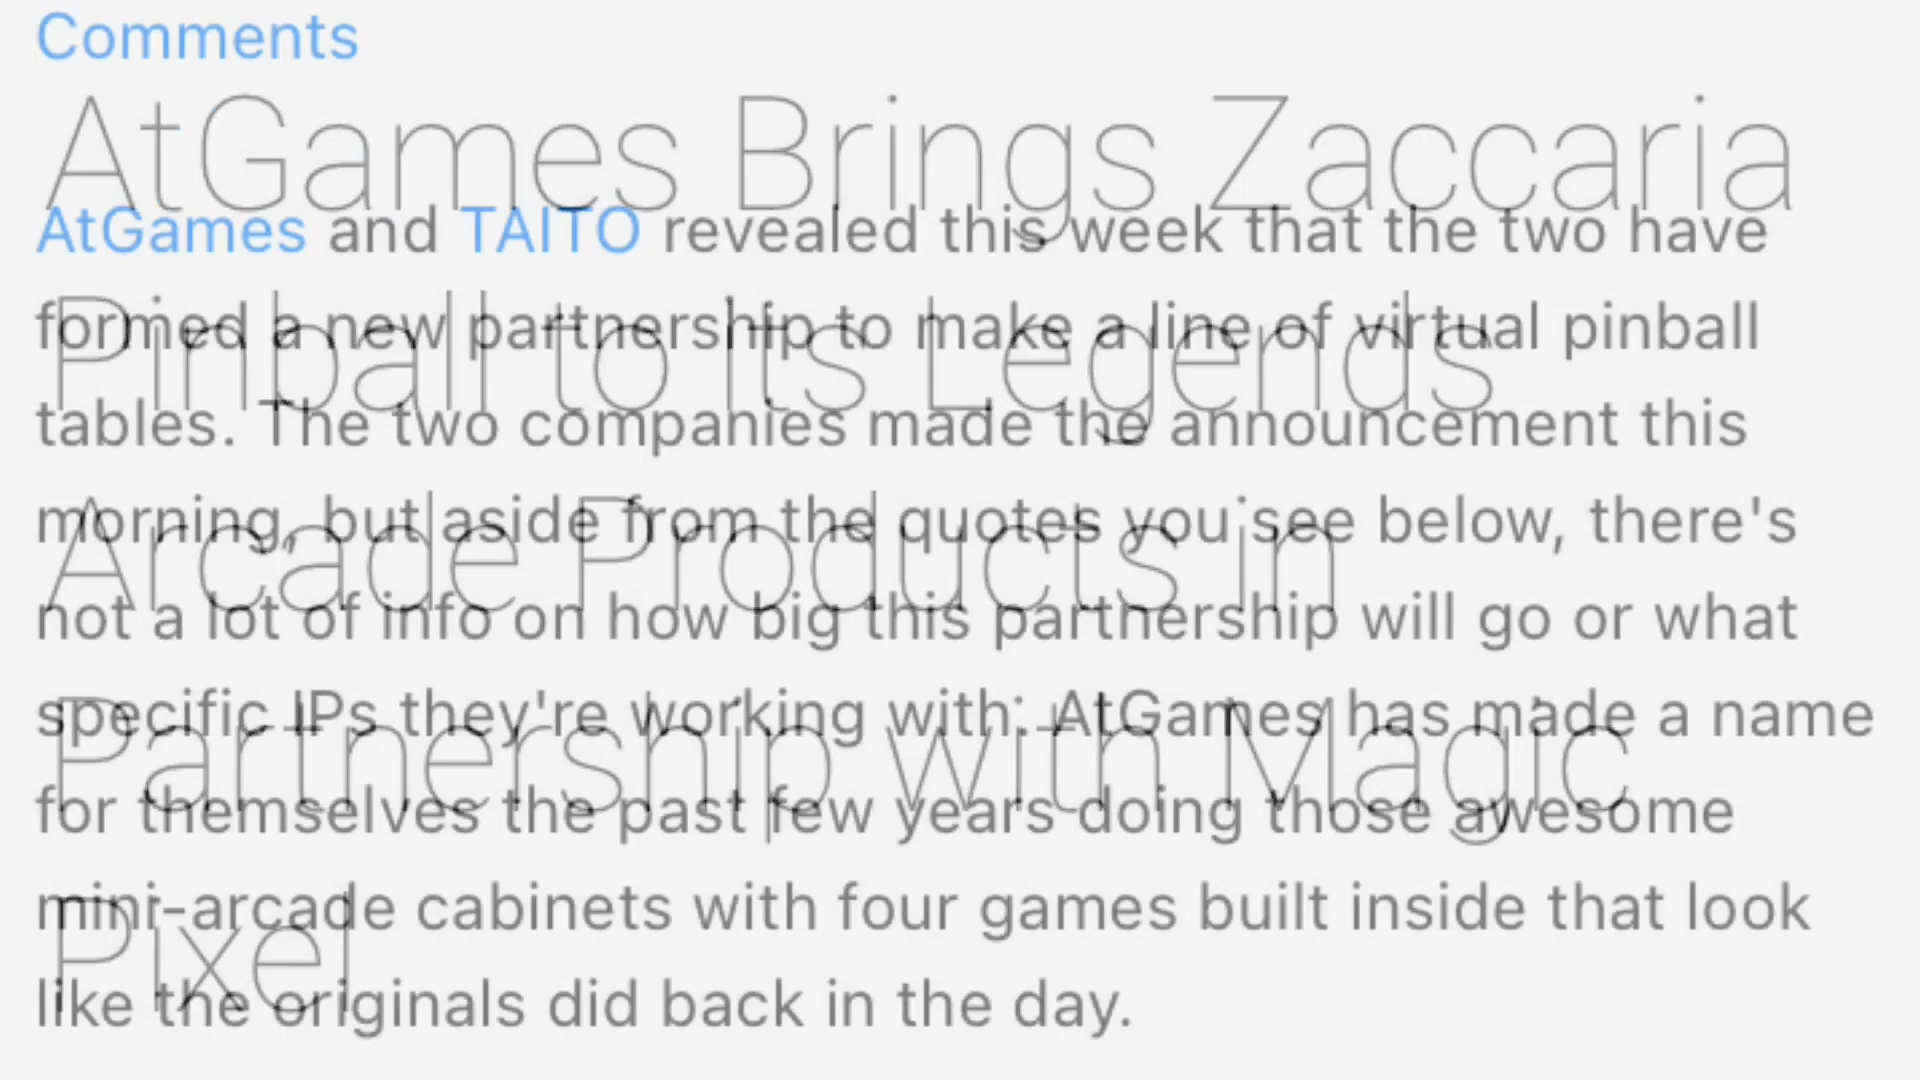 Comments
AtGames Brings Zaccaria
Pinball to Its Legends
Arcade Products in
Partnership with Magic
Pixel
AtGames and TAITO revealed this week that the two have
formed a new partnership to make a line of virtual pinball
tables. The two companies made the announcement this
morning, but aside from the quotes you see below, there's
not a lot of info on how big this partnership will go or what
specific IPs they're working with. AtGames has made a name
for themselves the past few years doing those awesome
mini-arcade cabinets with four games built inside that look
like the originals did back in the day.